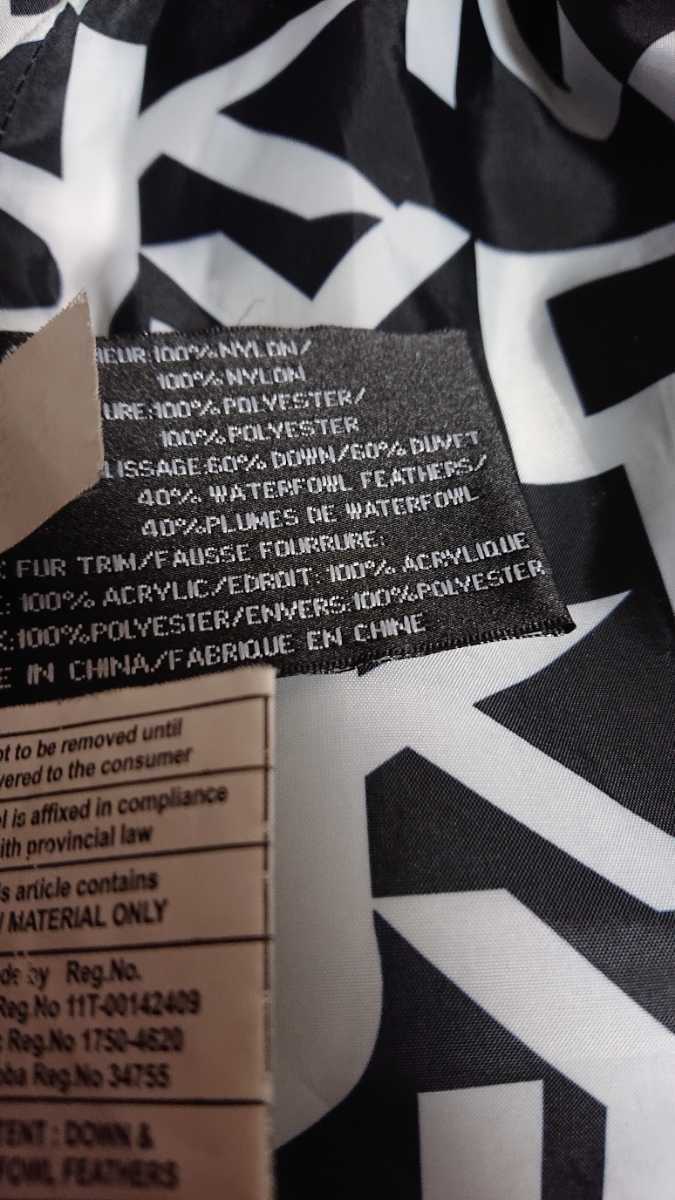 IEUR:100%NYLON/
100%NYLON
URE:100%POLYESTER/
100%POLYESTER
LISSAGE:60% DOWN/60% DUVET
40% WATERFOWL FEATHERS/
40%PLUMES DE WATERFOWL
FUR TRIM/FAUSSE FOURRURE:
: 100% ACRYLIC/EDROIT: 100% ACRYLIQUE
K:100%POLYESTER/ENVERS:100%POLYESTER
E IN CHINA/FABRIQUE EN CHINE
ot to be removed until
vered to the consumer
l is affixed in compliance
ith provincial law
s article contains
MATERIAL ONLY
de by Reg.No.
Reg.No 11T-00142409
: Reg.No 1750-4620
oba Reg.No 34755
TENT : DOWN &
FOWL FEATHERS